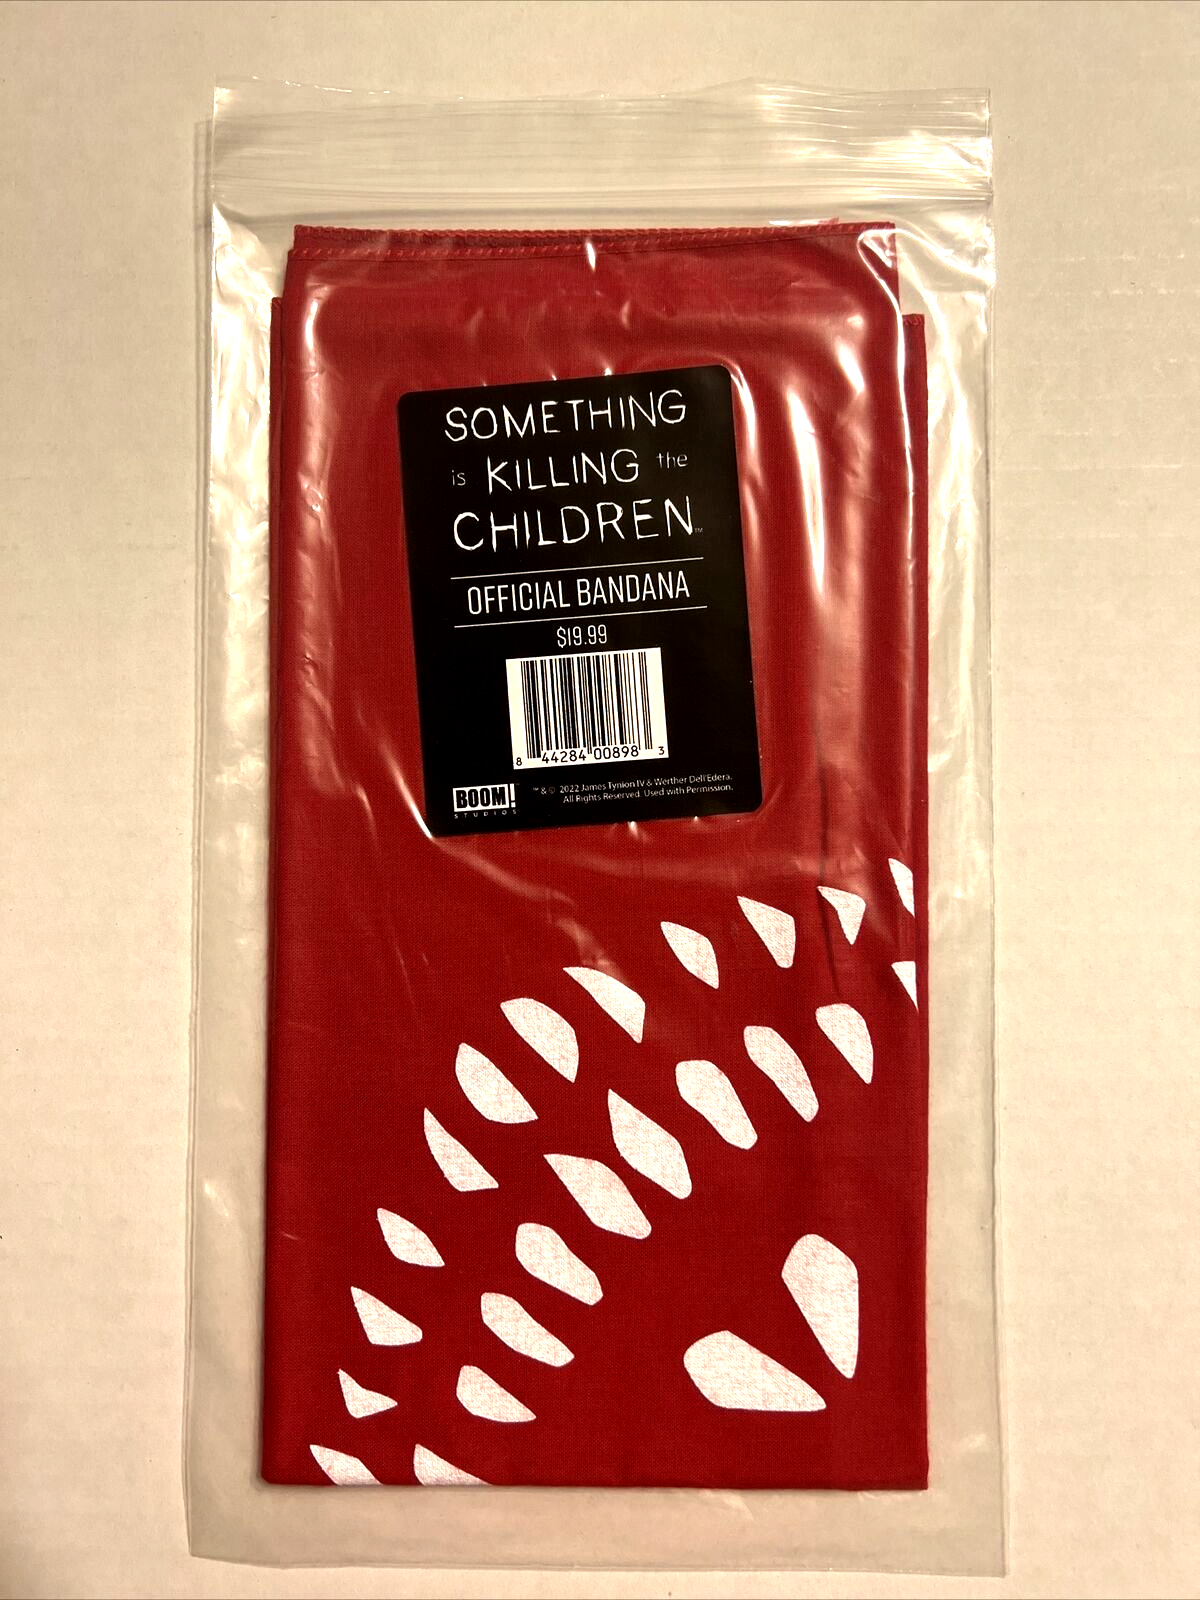 SOMETHING
is KILLING the
CHILDREN™
OFFICIAL BANDANA
$19.99
8 44284 00898 3
BOOM!
STUDIOS
™ & © 2022 James Tynion IV & Werther Dell'Edera.
All Rights Reserved. Used with Permission.